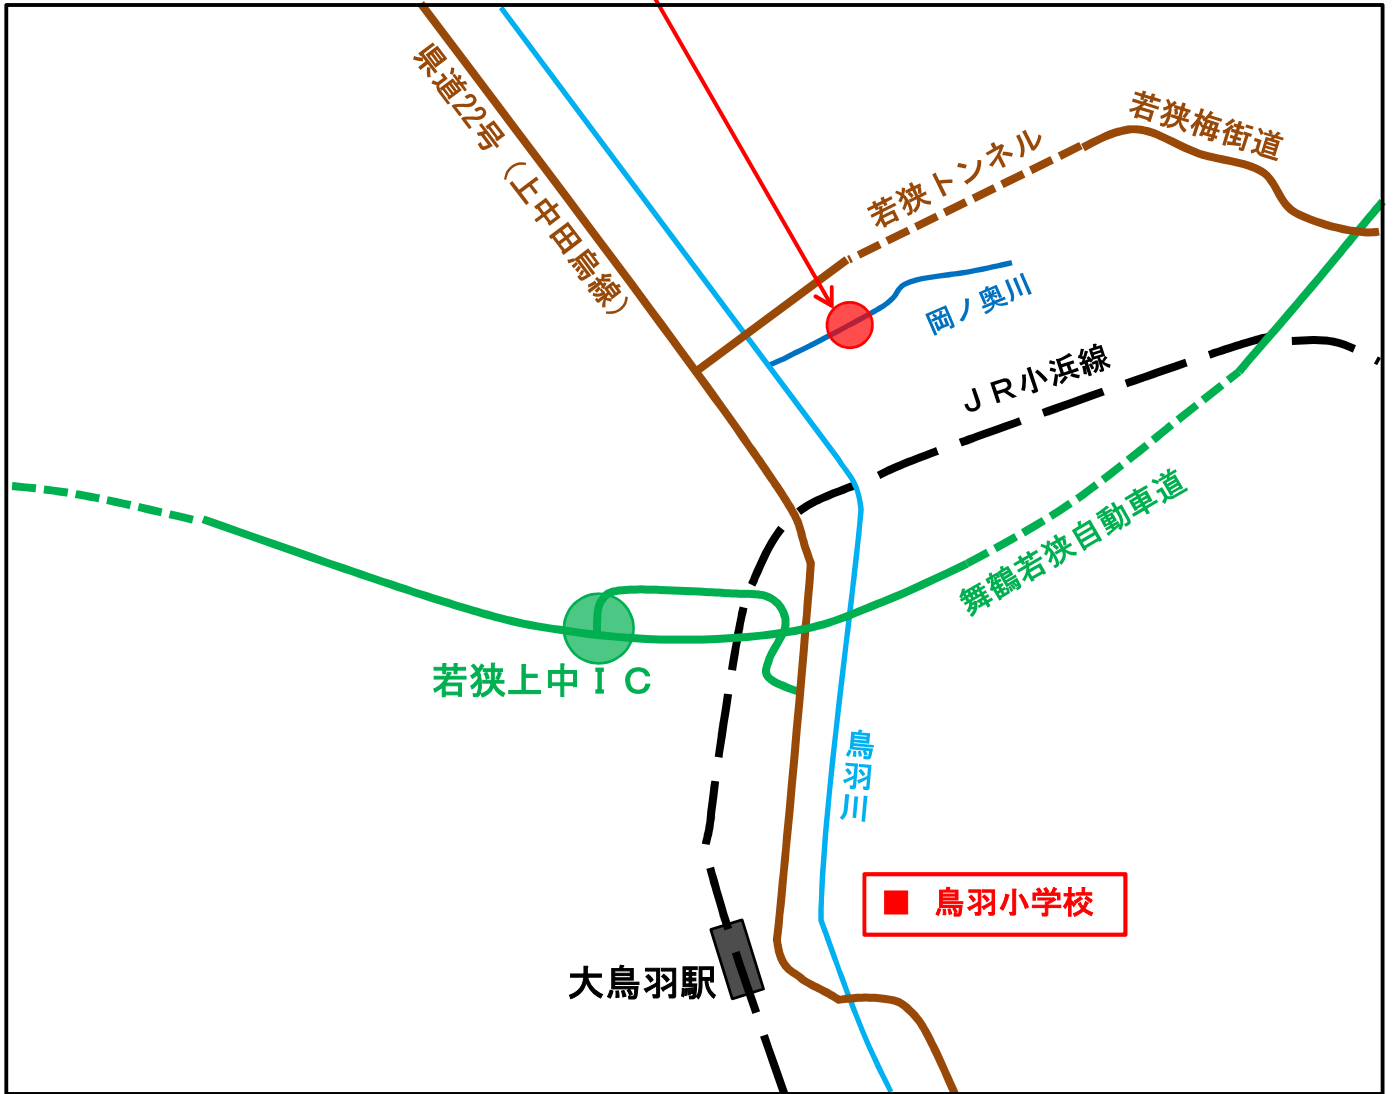 県道22号（上中田烏線）
若狭梅街道
若狭トンネル
岡ノ奥川
ＪＲ小浜線
舞鶴若狭自動車道
若狭上中ＩＣ
鳥羽川
■ 鳥羽小学校
大鳥羽駅